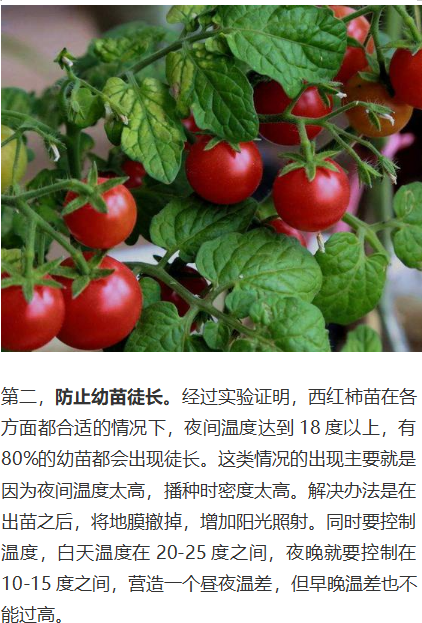 第二，防止幼苗徒长。经过实验证明，西红柿苗在各
方面都合适的情况下，夜间温度达到 18 度以上，有
80%的幼苗都会出现徒长。这类情况的出现主要就是
因为夜间温度太高，播种时密度太高。解决办法是在
出苗之后，将地膜撤掉，增加阳光照射。同时要控制
温度，白天温度在 20-25 度之间，夜晚就要控制在
10-15 度之间，营造一个昼夜温差，但早晚温差也不
能过高。